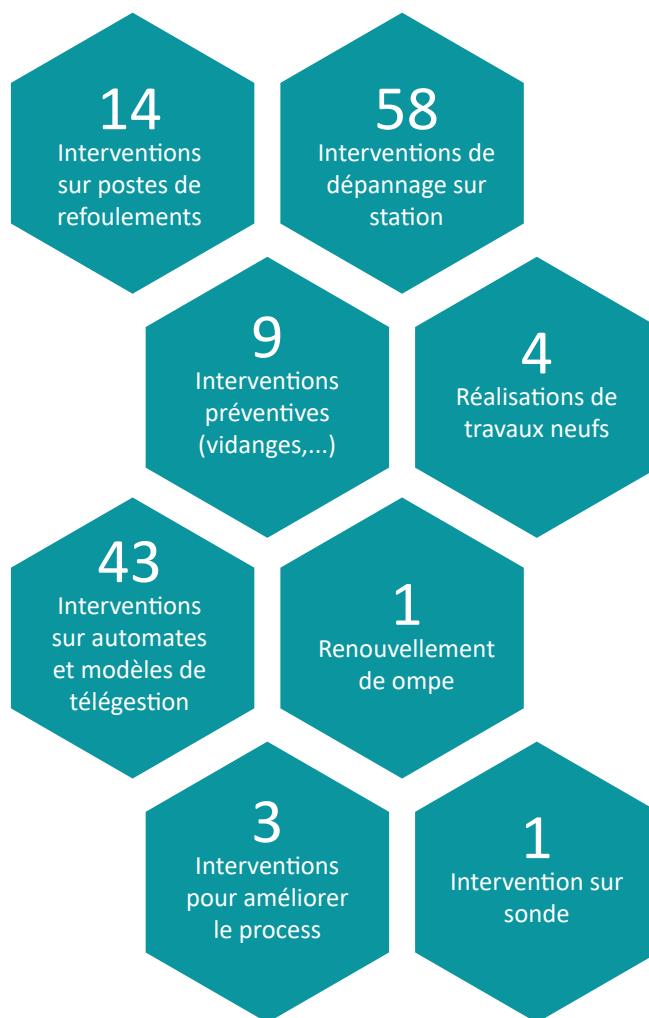 14
Interventions
sur postes de
refoulements
58
Interventions de
dépannage sur
station
9
Interventions
préventives
(vidanges,...)
4
Réalisations de
travaux neufs
43
Interventions
sur automates
et modèles de
télégestion
1
Renouvellement
de ompe
3
Interventions
pour améliorer
le process
1
Intervention sur
sonde